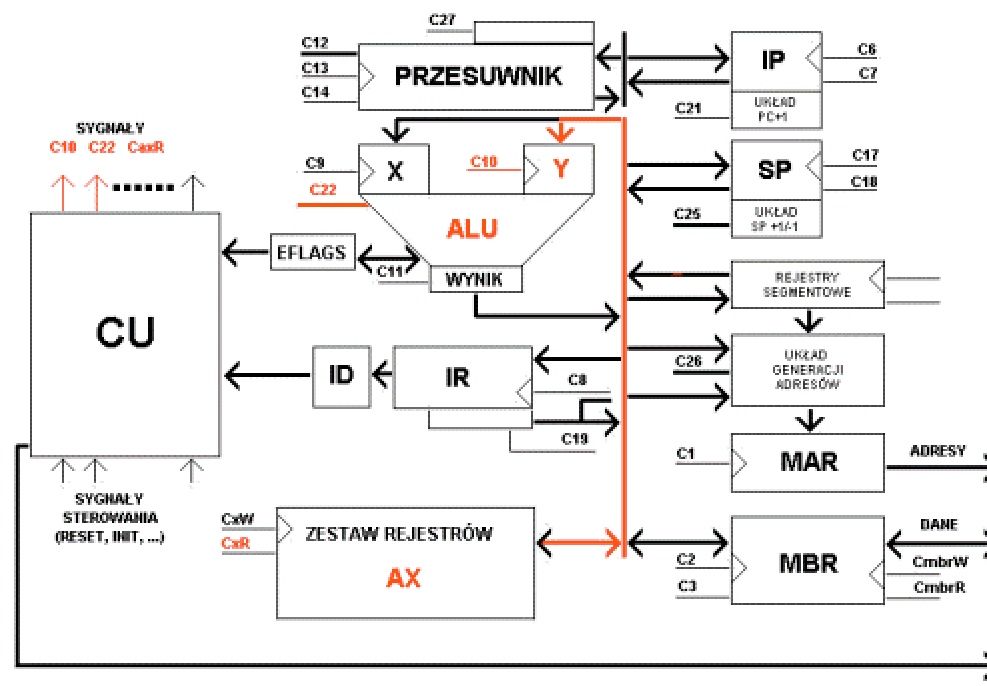 C27
C12
C13
C14
PRZESUWNIK
IP
C6
C7
C21
UKŁAD
PC+1
SYGNAŁY
C10 C22 CaxR
C9
X
C10
Y
C22
ALU
SP
C17
C18
C25
UKŁAD
SP +1/-1
EFLAGS
C11
WYNIK
REJESTRY
SEGMENTOWE
CU
ID
IR
C8
C19
C26
UKŁAD
GENERACJI
ADRESÓW
C1
MAR
ADRESY
SYGNAŁY
STEROWANIA
(RESET, INIT, ...)
CxW
CxR
ZESTAW REJESTRÓW
AX
C2
C3
MBR
DANE
CmbrW
CmbrR